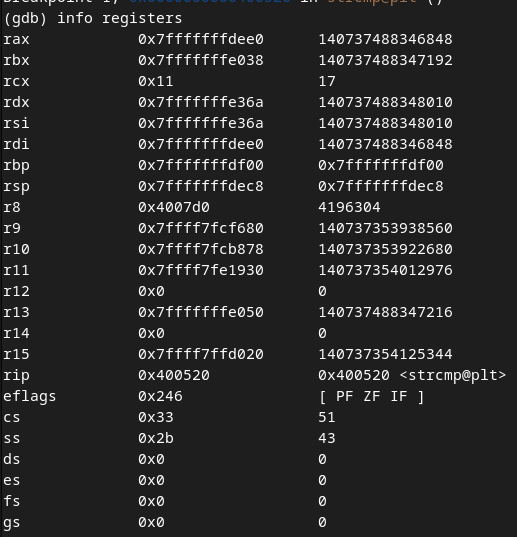 (gdb) info registers
rax 0x7fffffffdee0 140737488346848
rbx 0x7fffffffe038 140737488347192
rcx 0x11 17
rdx 0x7fffffffe36a 140737488348010
rsi 0x7fffffffe36a 140737488348010
rdi 0x7fffffffdee0 140737488346848
rbp 0x7fffffffdf00 0x7fffffffdf00
rsp 0x7fffffffdec8 0x7fffffffdec8
r8 0x4007d0 4196304
r9 0x7ffff7fcf680 140737353938560
r10 0x7ffff7fcb878 140737353922680
r11 0x7ffff7fe1930 140737354012976
r12 0x0 0
r13 0x7fffffffe050 140737488347216
r14 0x0 0
r15 0x7ffff7ffd020 140737354125344
rip 0x400520 0x400520 <strcmp@plt>
eflags 0x246 [ PF ZF IF ]
cs 0x33 51
ss 0x2b 43
ds 0x0 0
es 0x0 0
fs 0x0 0
gs 0x0 0